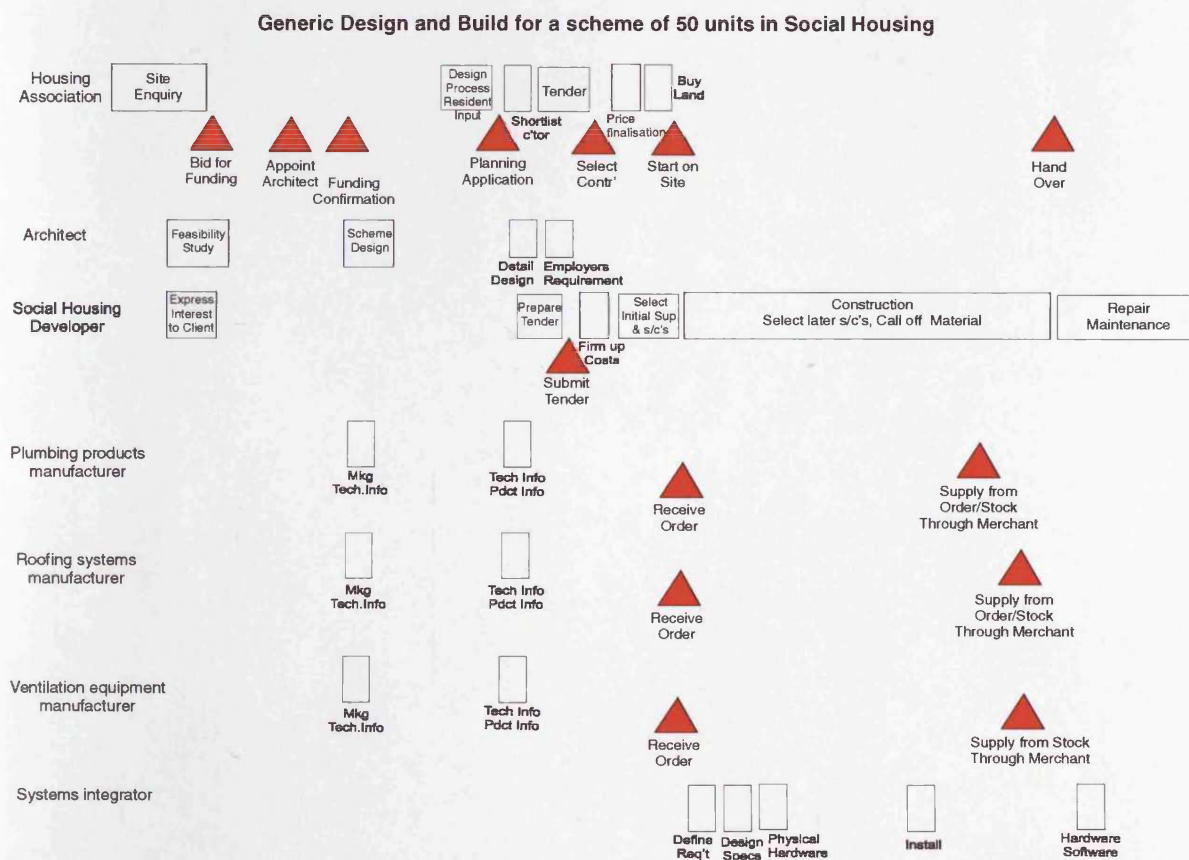 Generic Design and Build for a scheme of 50 units in Social Housing
Housing
Association
Site
Enquiry
Design
Process
Resident
Input
Shortlist
c'tor
Tender
Price
finalisation
Buy
Land
Bid for
Funding
Appoint
Architect
Funding
Confirmation
Planning
Application
Select
Contr'
Start on
Site
Hand
Over
Architect
Feasibility
Study
Scheme
Design
Detail
Design
Employers
Requirement
Social Housing
Developer
Express
Interest
to Client
Prepare
Tender
Firm up
Costs
Select
Initial Sup
& s/c's
Construction
Select later s/c's, Call off Material
Repair
Maintenance
Submit
Tender
Plumbing products
manufacturer
Mkg
Tech.Info
Tech Info
Pdct Info
Receive
Order
Supply from
Order/Stock
Through Merchant
Roofing systems
manufacturer
Mkg
Tech.Info
Tech Info
Pdct Info
Receive
Order
Supply from
Order/Stock
Through Merchant
Ventilation equipment
manufacturer
Mkg
Tech.Info
Tech Info
Pdct Info
Receive
Order
Supply from Stock
Through Merchant
Systems integrator
Define
Req't
Design
Specs
Physical
Hardware
Install
Hardware
Software